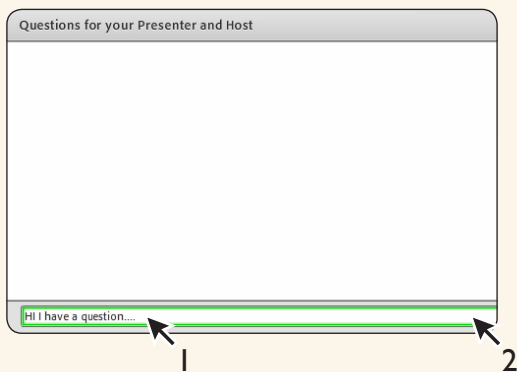 Questions for your Presenter and Host
HI I have a question....
1
2